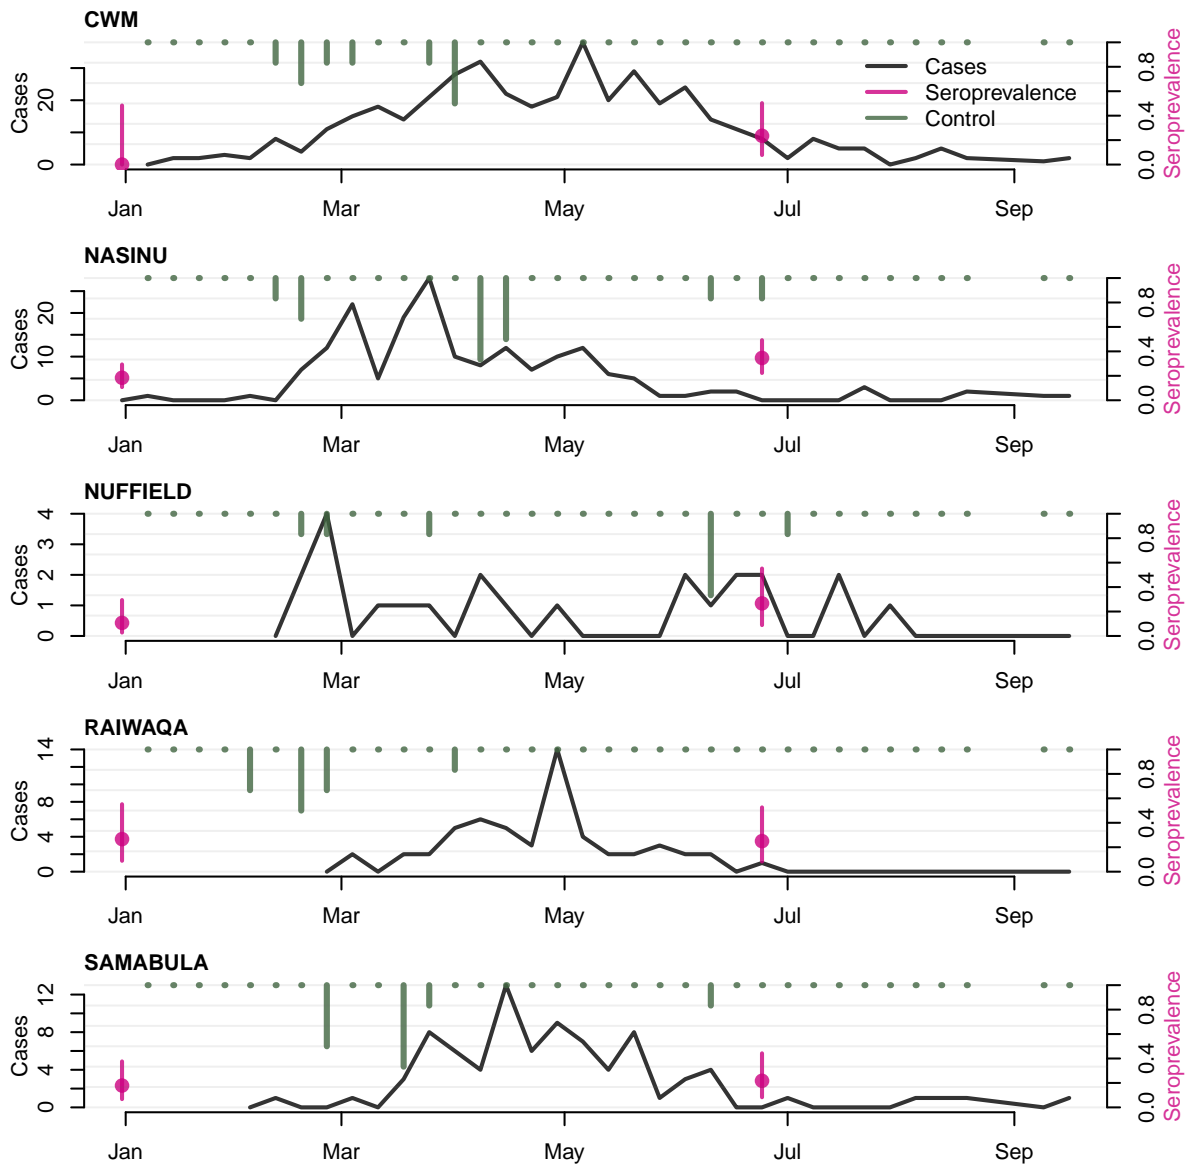 CWM
Cases
0
20
Cases
Seroprevalence
Control
0.0
0.4
0.8
Seroprevalence
Jan
Mar
May
Jul
Sep
NASINU
Cases
0
10
20
0.0
0.4
0.8
Seroprevalence
Jan
Mar
May
Jul
Sep
NUFFIELD
Cases
0
1
2
3
4
0.0
0.4
0.8
Seroprevalence
Jan
Mar
May
Jul
Sep
RAIWAQA
Cases
0
4
8
14
0.0
0.4
0.8
Seroprevalence
Jan
Mar
May
Jul
Sep
SAMABULA
Cases
0
4
8
12
0.0
0.4
0.8
Seroprevalence
Jan
Mar
May
Jul
Sep